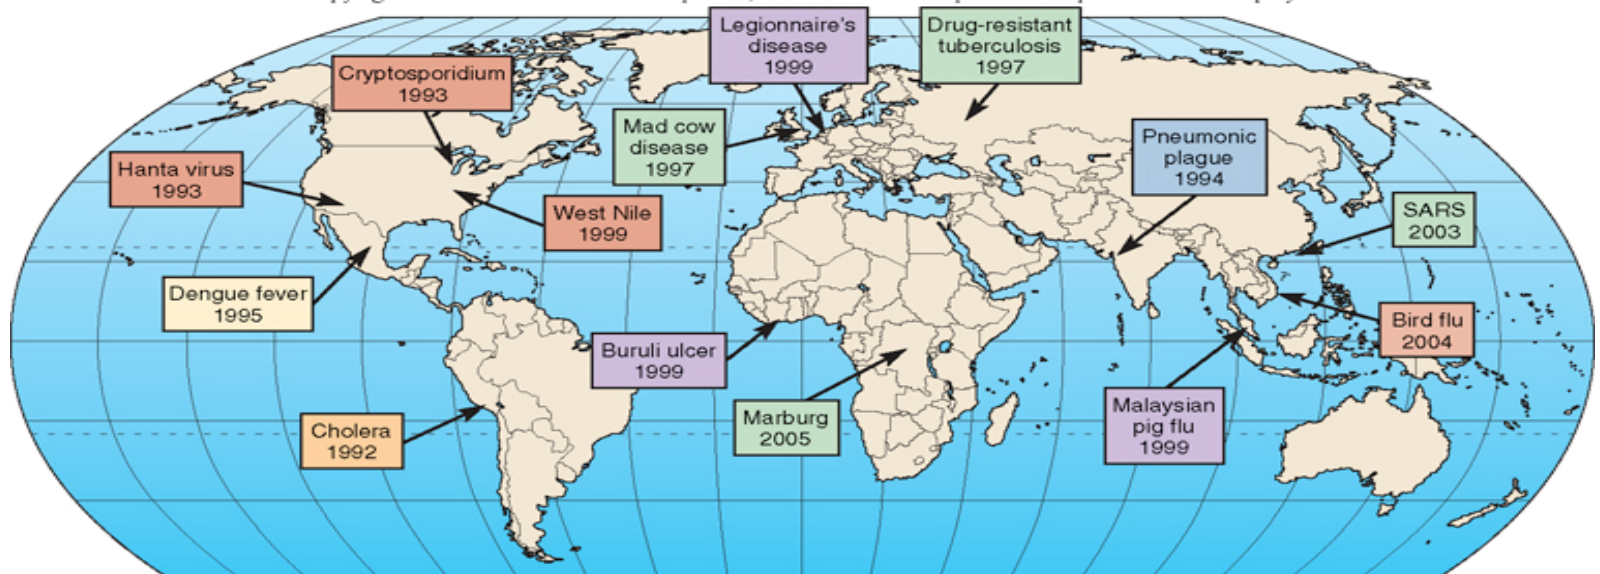 Legionnaire's
disease
1999
Drug-resistant
tuberculosis
1997
Cryptosporidium
1993
Mad cow
disease
1997
Pneumonic
plague
1994
Hanta virus
1993
West Nile
1999
SARS
2003
Dengue fever
1995
Bird flu
2004
Buruli ulcer
1999
Marburg
2005
Malaysian
pig flu
1999
Cholera
1992